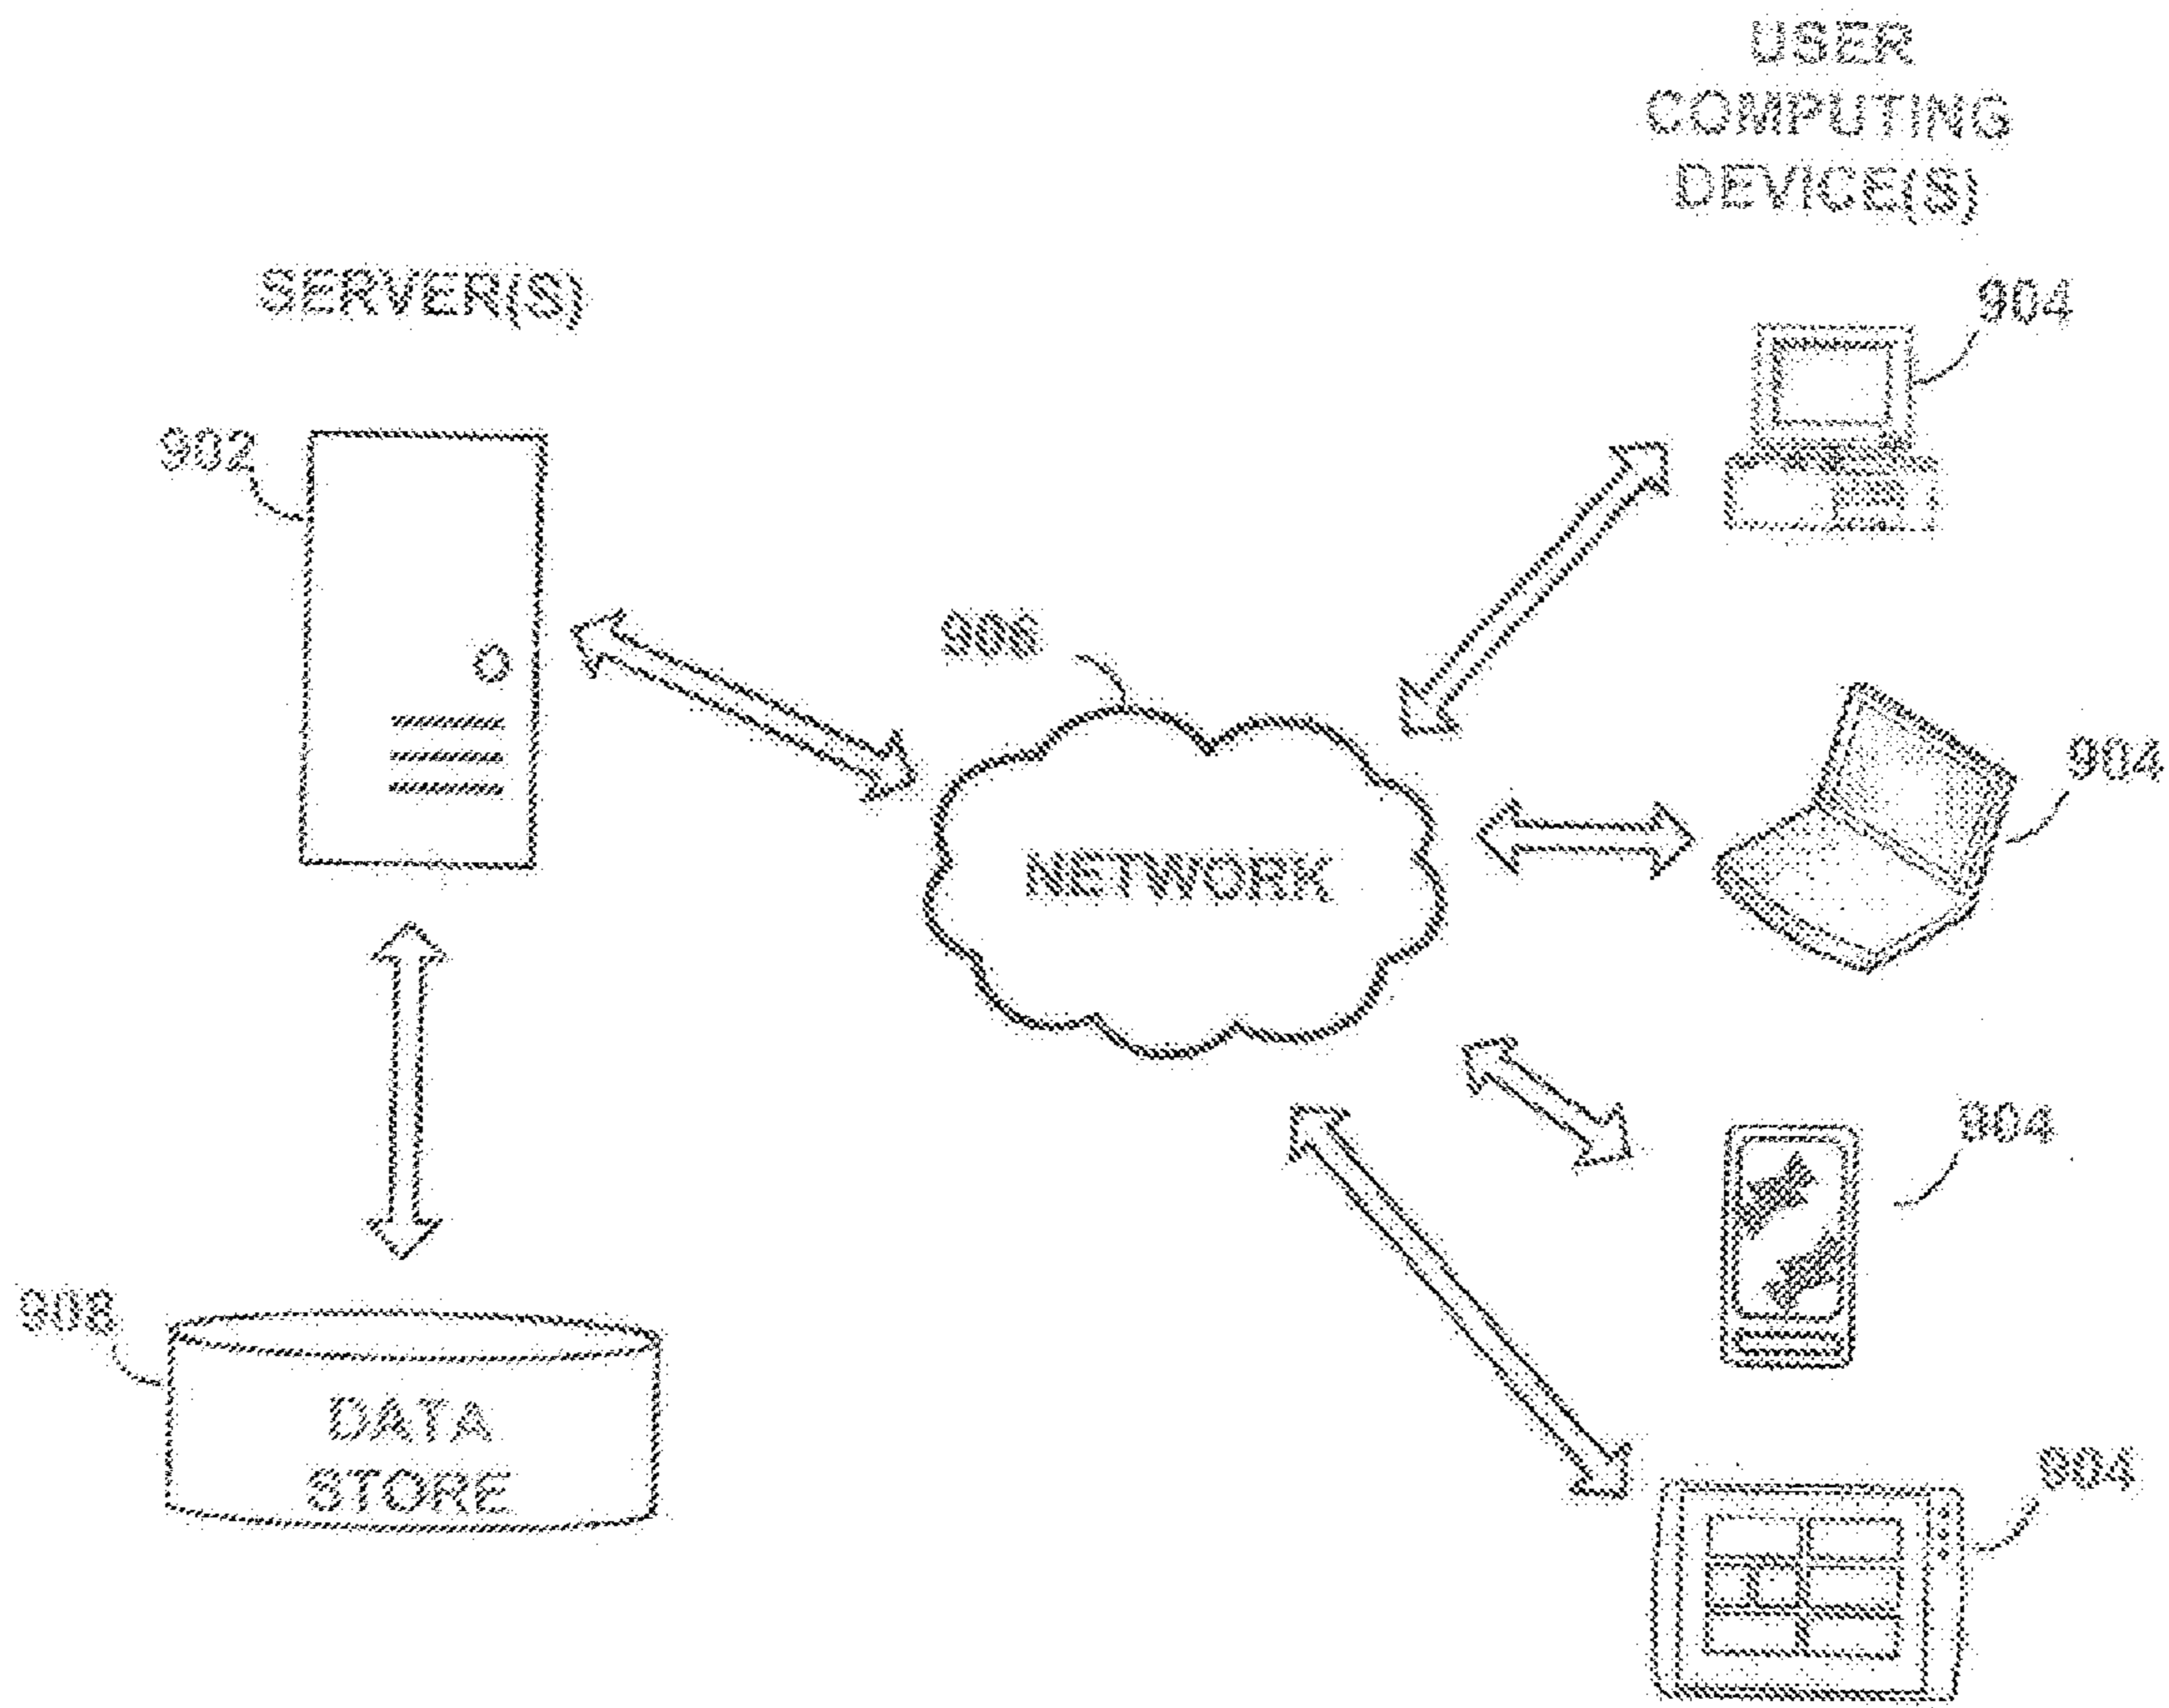 USER
COMPUTING
DEVICE(S)
SERVER(S)
904
902
906
904
NETWORK
904
908
DATA
STORE
904